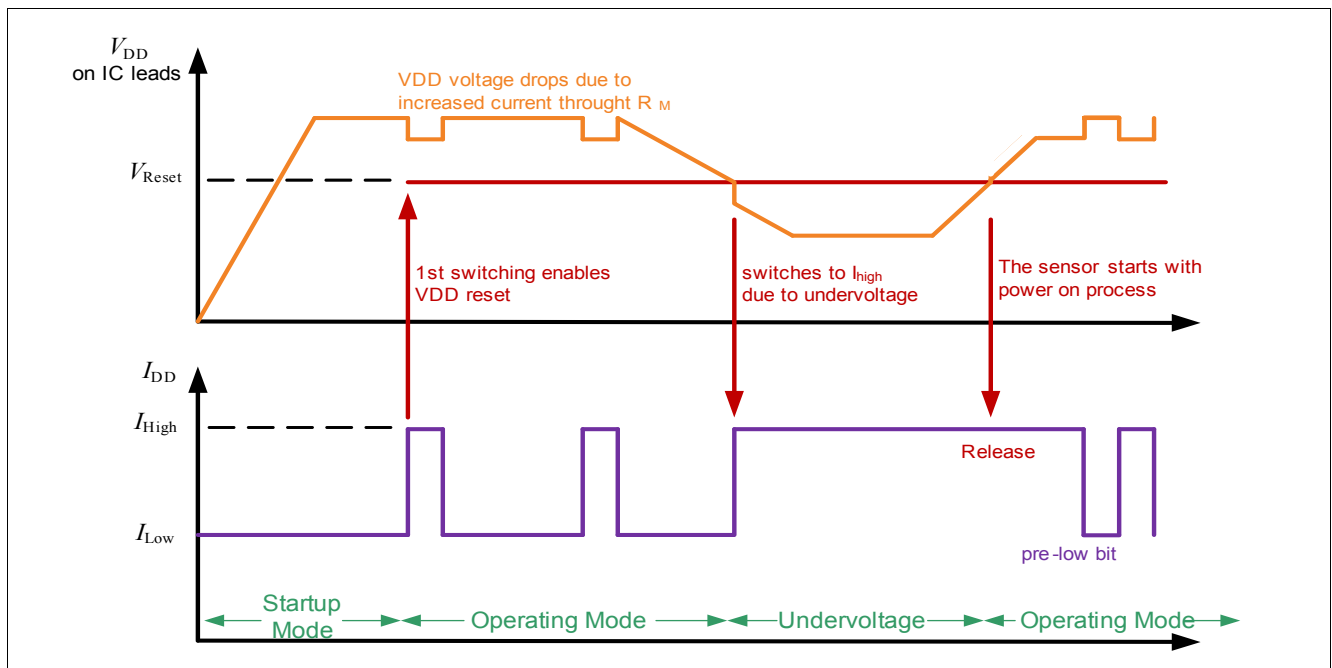 VDD
on IC leads
VDD voltage drops due to
increased current throught R M
VReset
1st switching enables
VDD reset
switches to Ihigh
due to undervoltage
The sensor starts with
power on process
IDD
IHigh
Release
ILow
pre-low bit
Startup
Mode
Operating Mode
Undervoltage
Operating Mode